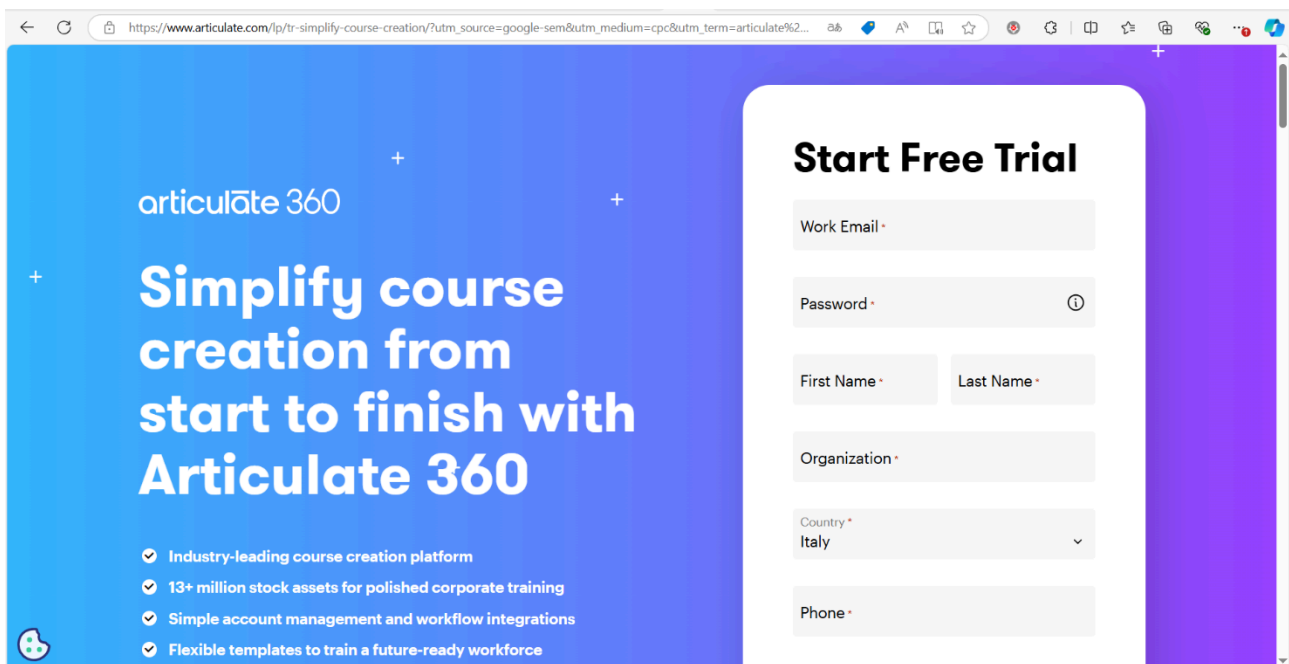 https://www.articulate.com/lp/tr-simplify-course-creation/?utm_source=google-sem&utm_medium=cpc&utm_term=articulate%2...
articulāte 360
Simplify course
creation from
start to finish with
Articulate 360
Industry-leading course creation platform
13+ million stock assets for polished corporate training
Simple account management and workflow integrations
Flexible templates to train a future-ready workforce
Start Free Trial
Work Email *
Password *
First Name * Last Name *
Organization *
Country *
Italy
Phone *